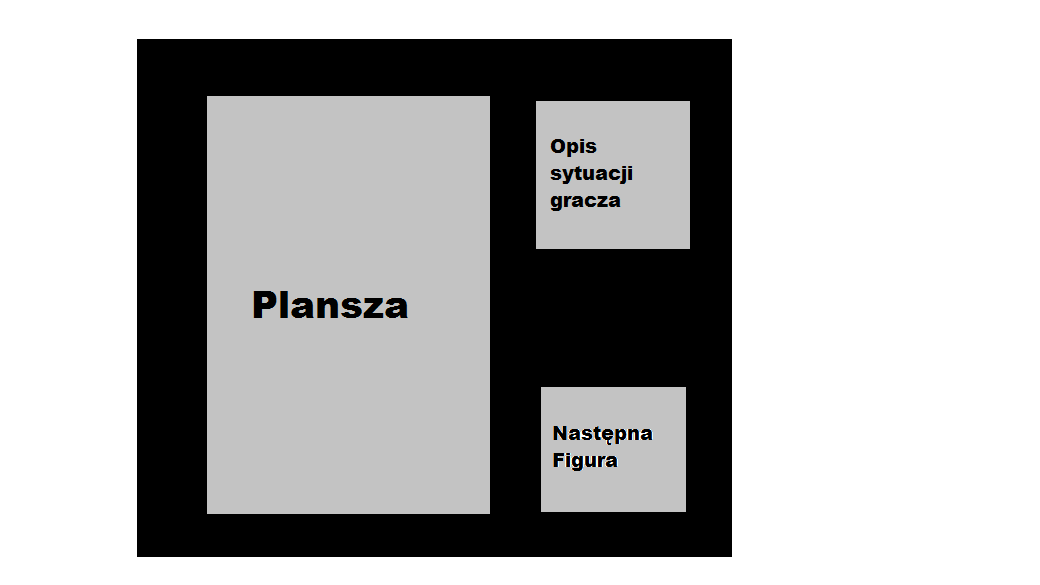 Plansza
Opis
sytuacji
gracza
Następna
Figura